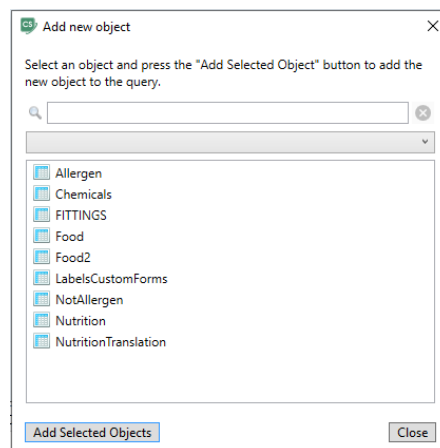 CS
Add new object
Select an object and press the "Add Selected Object" button to add the
new object to the query.
Allergen
Chemicals
FITTINGS
Food
Food2
LabelsCustomForms
NotAllergen
Nutrition
NutritionTranslation
Add Selected Objects
Close